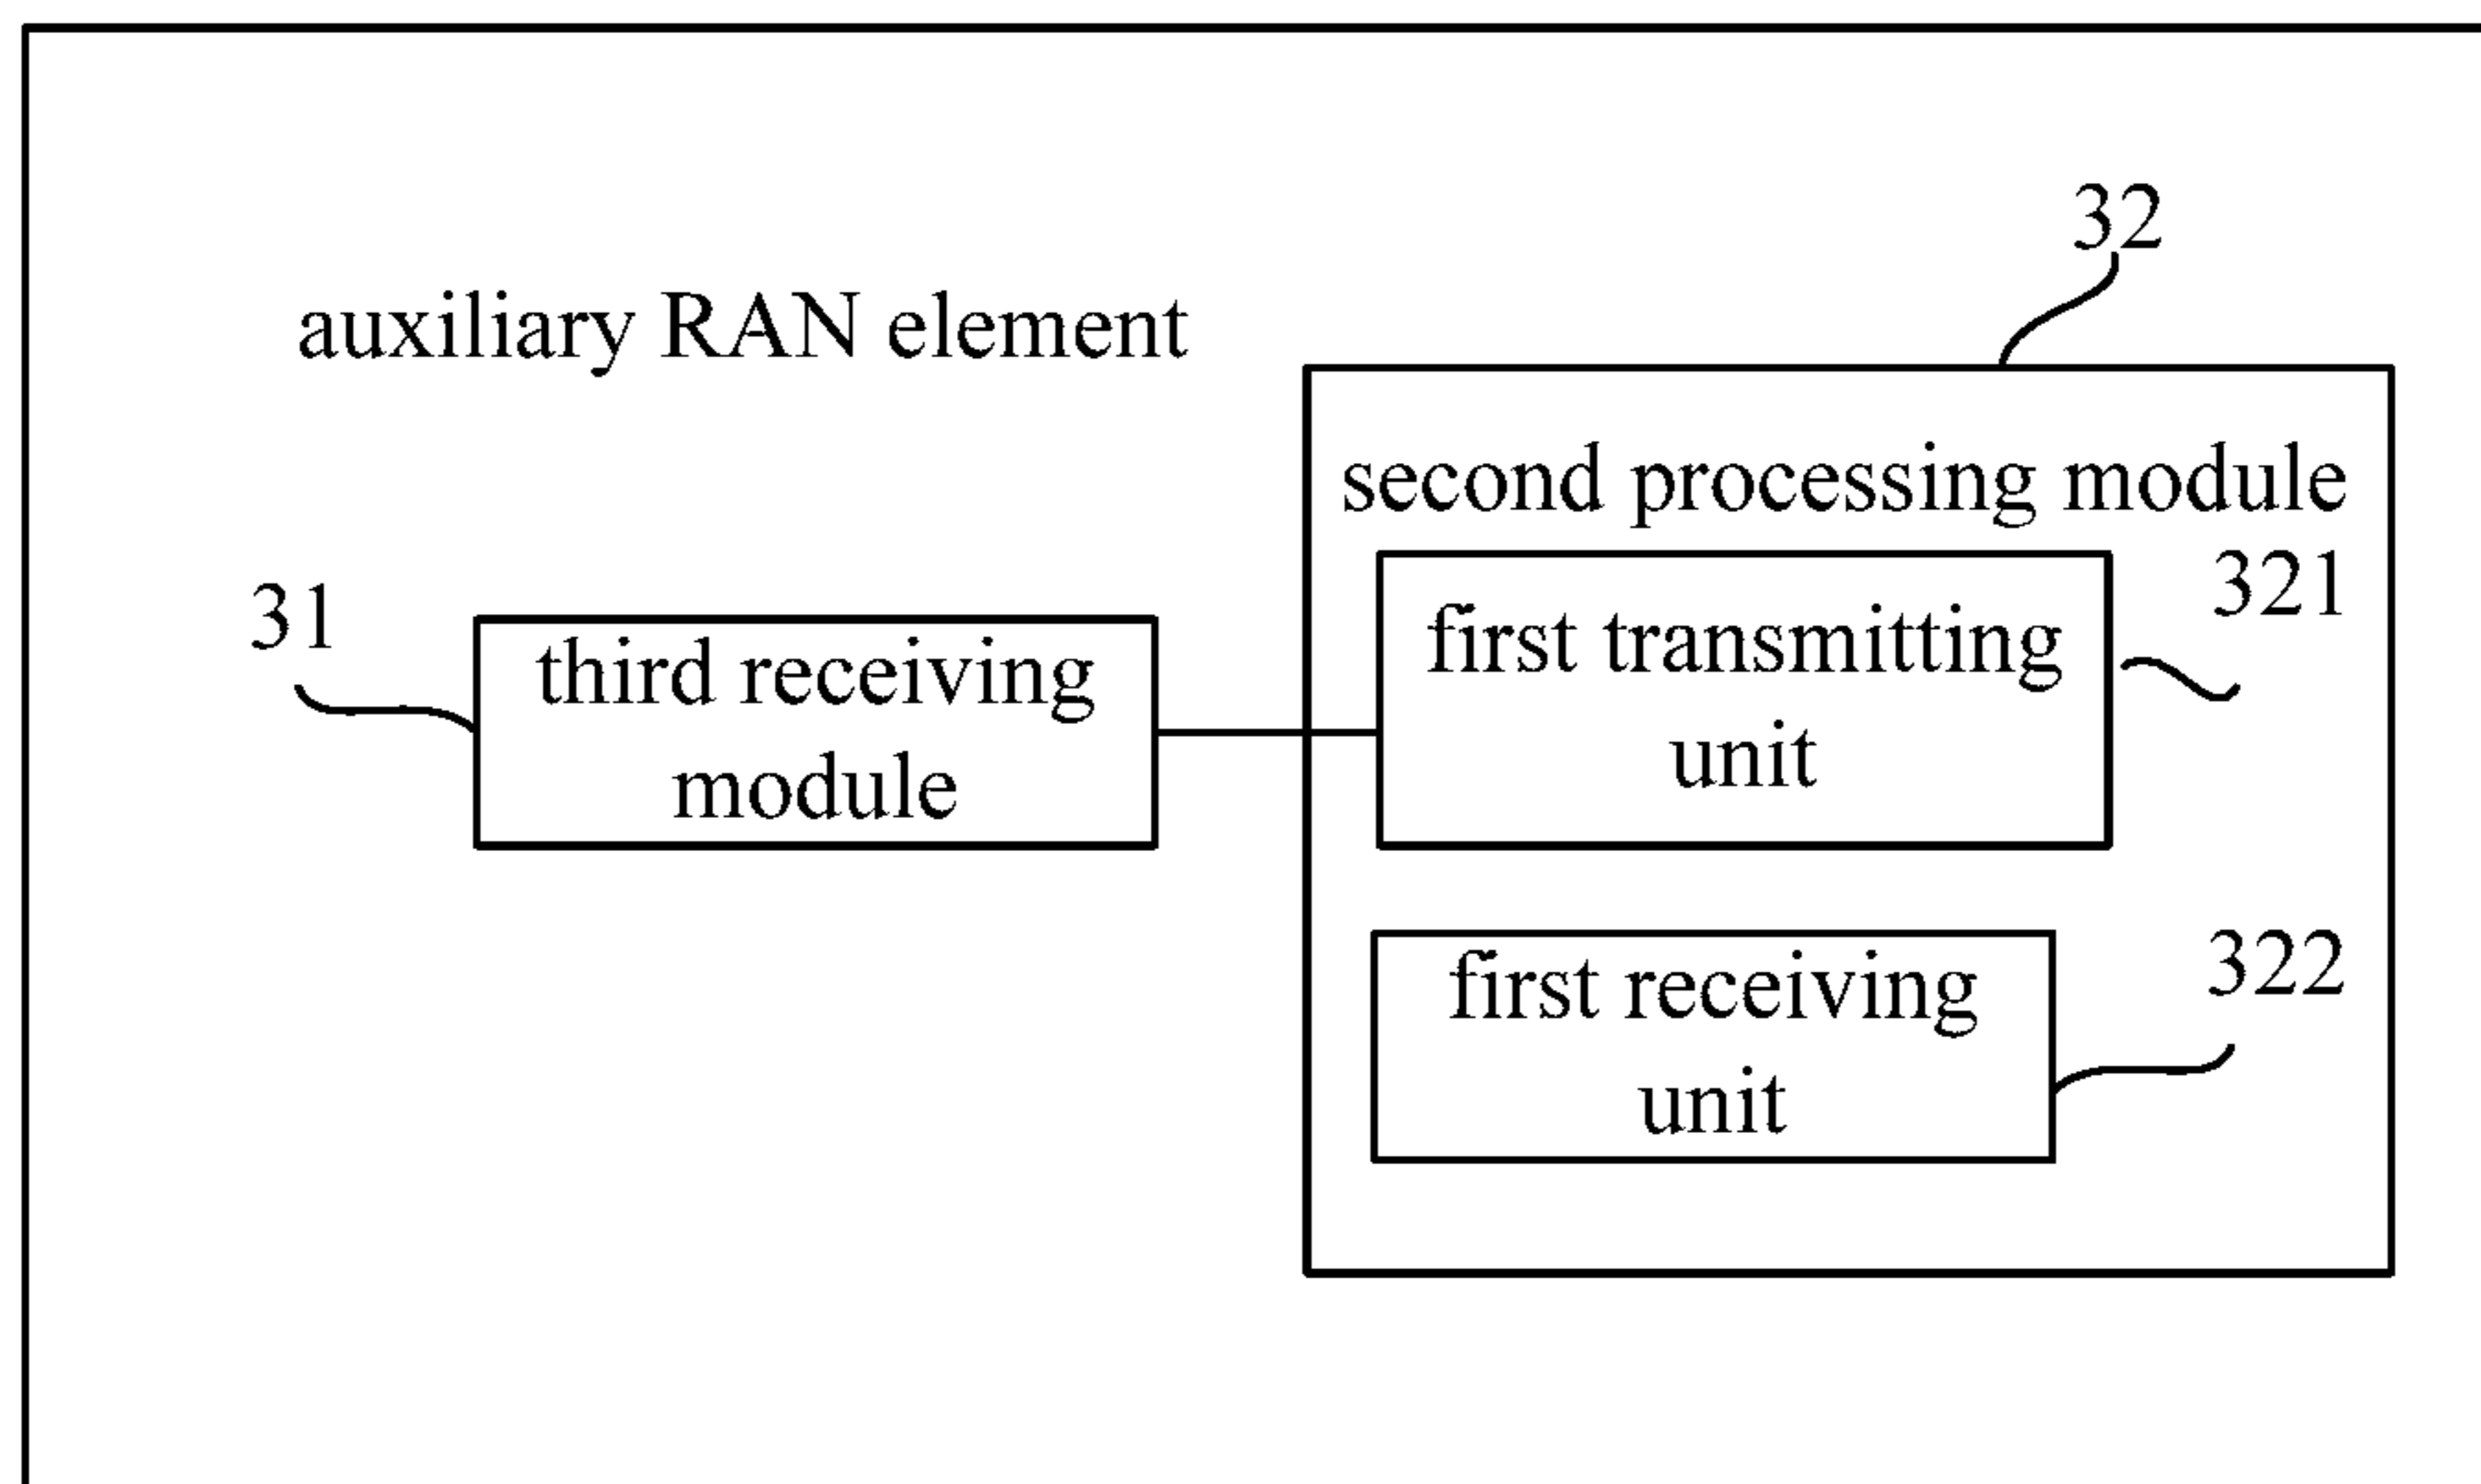 32
auxiliary RAN element
second processing module
31
third receiving
module
321
first transmitting
unit
322
first receiving
unit